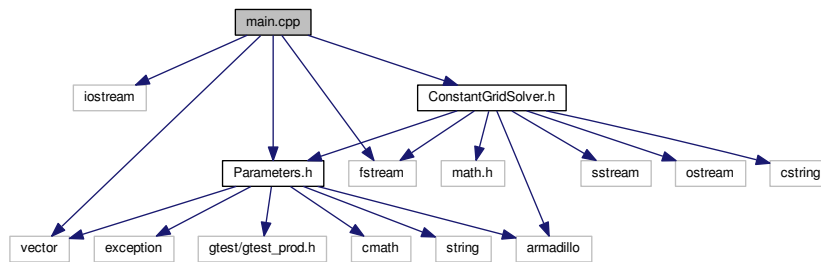 main.cpp
iostream
ConstantGridSolver.h
Parameters.h
fstream
math.h
sstream
ostream
cstring
vector
exception
gtest/gtest_prod.h
cmath
string
armadillo